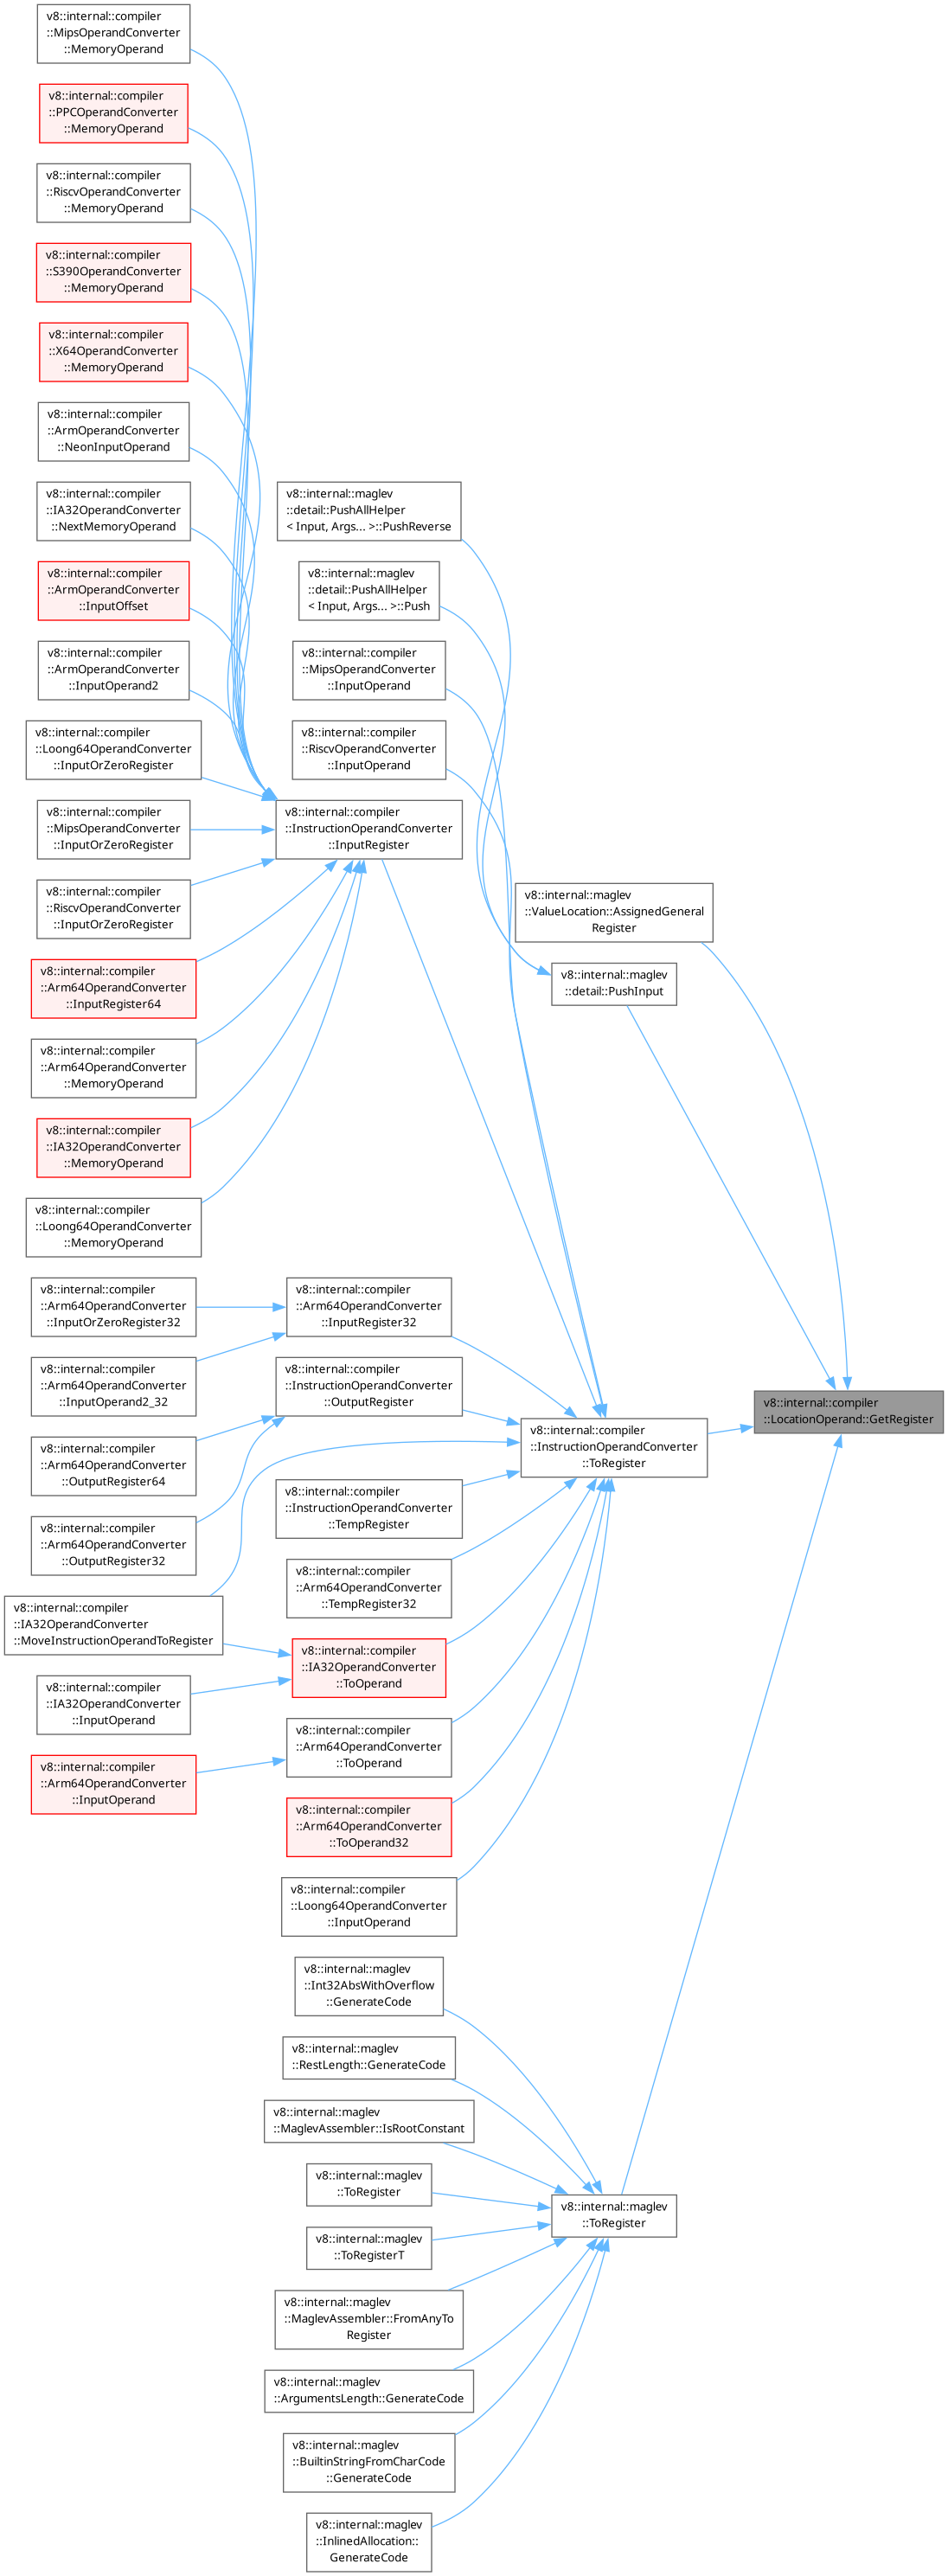 v8::internal::compiler
::MipsOperandConverter
::MemoryOperand
v8::internal::compiler
::PPCOperandConverter
::MemoryOperand
v8::internal::compiler
::RiscvOperandConverter
::MemoryOperand
v8::internal::compiler
::S390OperandConverter
::MemoryOperand
v8::internal::compiler
::X64OperandConverter
::MemoryOperand
v8::internal::compiler
::ArmOperandConverter
::NeonInputOperand
v8::internal::compiler
::IA32OperandConverter
::NextMemoryOperand
v8::internal::compiler
::ArmOperandConverter
::InputOffset
v8::internal::compiler
::ArmOperandConverter
::InputOperand2
v8::internal::compiler
::Loong64OperandConverter
::InputOrZeroRegister
v8::internal::compiler
::MipsOperandConverter
::InputOrZeroRegister
v8::internal::compiler
::RiscvOperandConverter
::InputOrZeroRegister
v8::internal::compiler
::Arm64OperandConverter
::InputRegister64
v8::internal::compiler
::Arm64OperandConverter
::MemoryOperand
v8::internal::compiler
::IA32OperandConverter
::MemoryOperand
v8::internal::compiler
::Loong64OperandConverter
::MemoryOperand
v8::internal::compiler
::Arm64OperandConverter
::InputOrZeroRegister32
v8::internal::compiler
::Arm64OperandConverter
::InputOperand2_32
v8::internal::compiler
::Arm64OperandConverter
::OutputRegister64
v8::internal::compiler
::Arm64OperandConverter
::OutputRegister32
v8::internal::compiler
::IA32OperandConverter
::MoveInstructionOperandToRegister
v8::internal::compiler
::IA32OperandConverter
::InputOperand
v8::internal::compiler
::Arm64OperandConverter
::InputOperand
v8::internal::maglev
::detail::PushAllHelper
< Input, Args... >::PushReverse
v8::internal::maglev
::detail::PushAllHelper
< Input, Args... >::Push
v8::internal::compiler
::MipsOperandConverter
::InputOperand
v8::internal::compiler
::RiscvOperandConverter
::InputOperand
v8::internal::compiler
::InstructionOperandConverter
::InputRegister
v8::internal::compiler
::Arm64OperandConverter
::InputRegister32
v8::internal::compiler
::InstructionOperandConverter
::OutputRegister
v8::internal::compiler
::InstructionOperandConverter
::TempRegister
v8::internal::compiler
::Arm64OperandConverter
::TempRegister32
v8::internal::compiler
::IA32OperandConverter
::ToOperand
v8::internal::compiler
::Arm64OperandConverter
::ToOperand
v8::internal::compiler
::Arm64OperandConverter
::ToOperand32
v8::internal::compiler
::Loong64OperandConverter
::InputOperand
v8::internal::maglev
::Int32AbsWithOverflow
::GenerateCode
v8::internal::maglev
::RestLength::GenerateCode
v8::internal::maglev
::MaglevAssembler::IsRootConstant
v8::internal::maglev
::ToRegister
v8::internal::maglev
::ToRegisterT
v8::internal::maglev
::MaglevAssembler::FromAnyTo
Register
v8::internal::maglev
::ArgumentsLength::GenerateCode
v8::internal::maglev
::BuiltinStringFromCharCode
::GenerateCode
v8::internal::maglev
::InlinedAllocation::
GenerateCode
v8::internal::maglev
::ValueLocation::AssignedGeneral
Register
v8::internal::maglev
::detail::PushInput
v8::internal::compiler
::InstructionOperandConverter
::ToRegister
v8::internal::maglev
::ToRegister
v8::internal::compiler
::LocationOperand::GetRegister